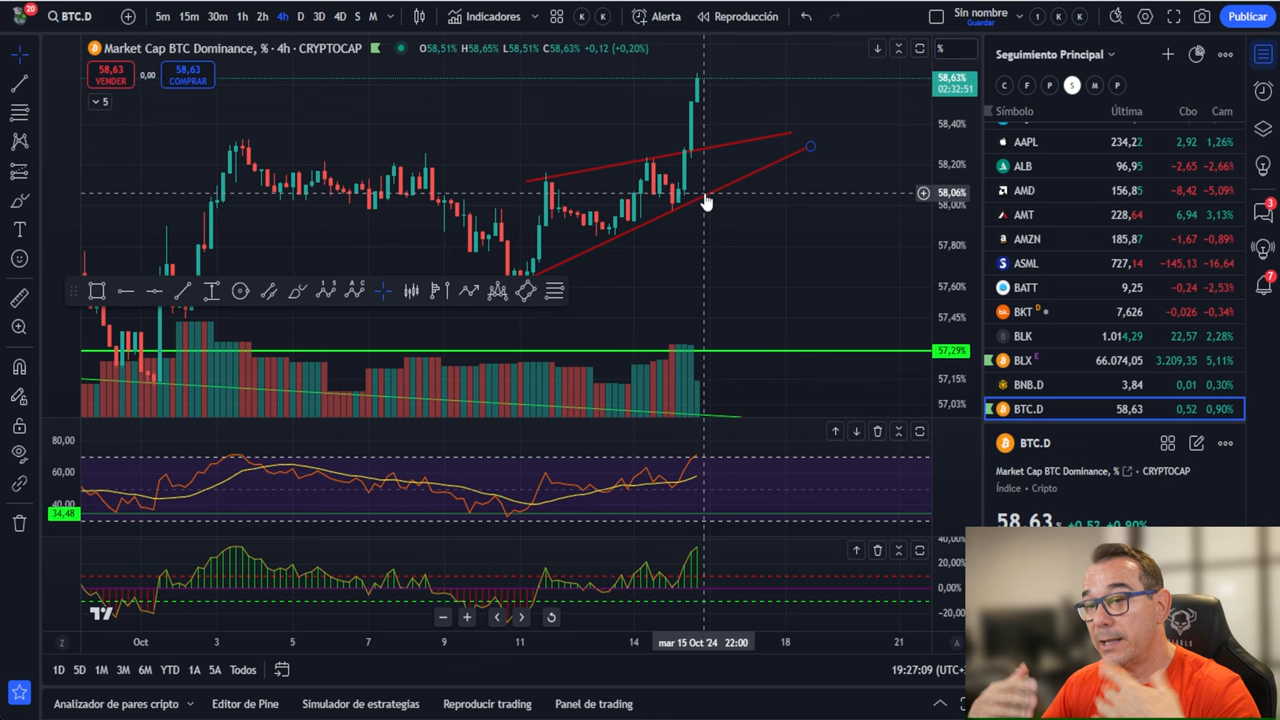 20
BTC.D
5m 15m 30m 1h 2h 4h D 3D 4D S M
Indicadores
K K
Alerta
Reproducción
Sin nombre
Guardar
1 K K
Publicar
Market Cap BTC Dominance, % · 4h · CRYPTOCAP
O58,51% H58,65% L58,51% C58,63% +0,12 (+0,20%)
58,63
VENDER
0,00
58,63
COMPRAR
5
%
58,63%
02:32:51
58,40%
58,20%
58,06%
58,00%
57,80%
57,60%
57,45%
57,29%
57,15%
57,03%
80,00
60,00
40,00
34,48
40,00%
20,00%
0,00%
−20,00
Z
Oct
3
5
7
9
11
14
mar 15 Oct '24 22:00
18
21
A
1D 5D 1M 3M 6M YTD 1A 5A Todos
19:27:09 (UTC+
Analizador de pares cripto
Editor de Pine
Simulador de estrategias
Reproducir trading
Panel de trading
Seguimiento Principal
C F P S M P
Símbolo Última Cbo Cam
AAPL 234,22 2,92 1,26%
ALB 96,95 −2,65 −2,66%
AMD 156,85 −8,42 −5,09%
AMT 228,64 6,94 3,13%
AMZN 185,87 −1,67 −0,89%
ASML 727,14 −145,13 −16,64
BATT 9,25 −0,24 −2,53%
BKT D 7,626 −0,026 −0,34%
BLK 1.014,29 22,57 2,28%
BLX E 66.074,05 3.209,35 5,11%
BNB.D 3,84 0,01 0,30%
BTC.D 58,63 0,52 0,90%
BTC.D
Market Cap BTC Dominance, % CRYPTOCAP
Índice • Cripto
58,63 % +0,52 +0,90%
3
7